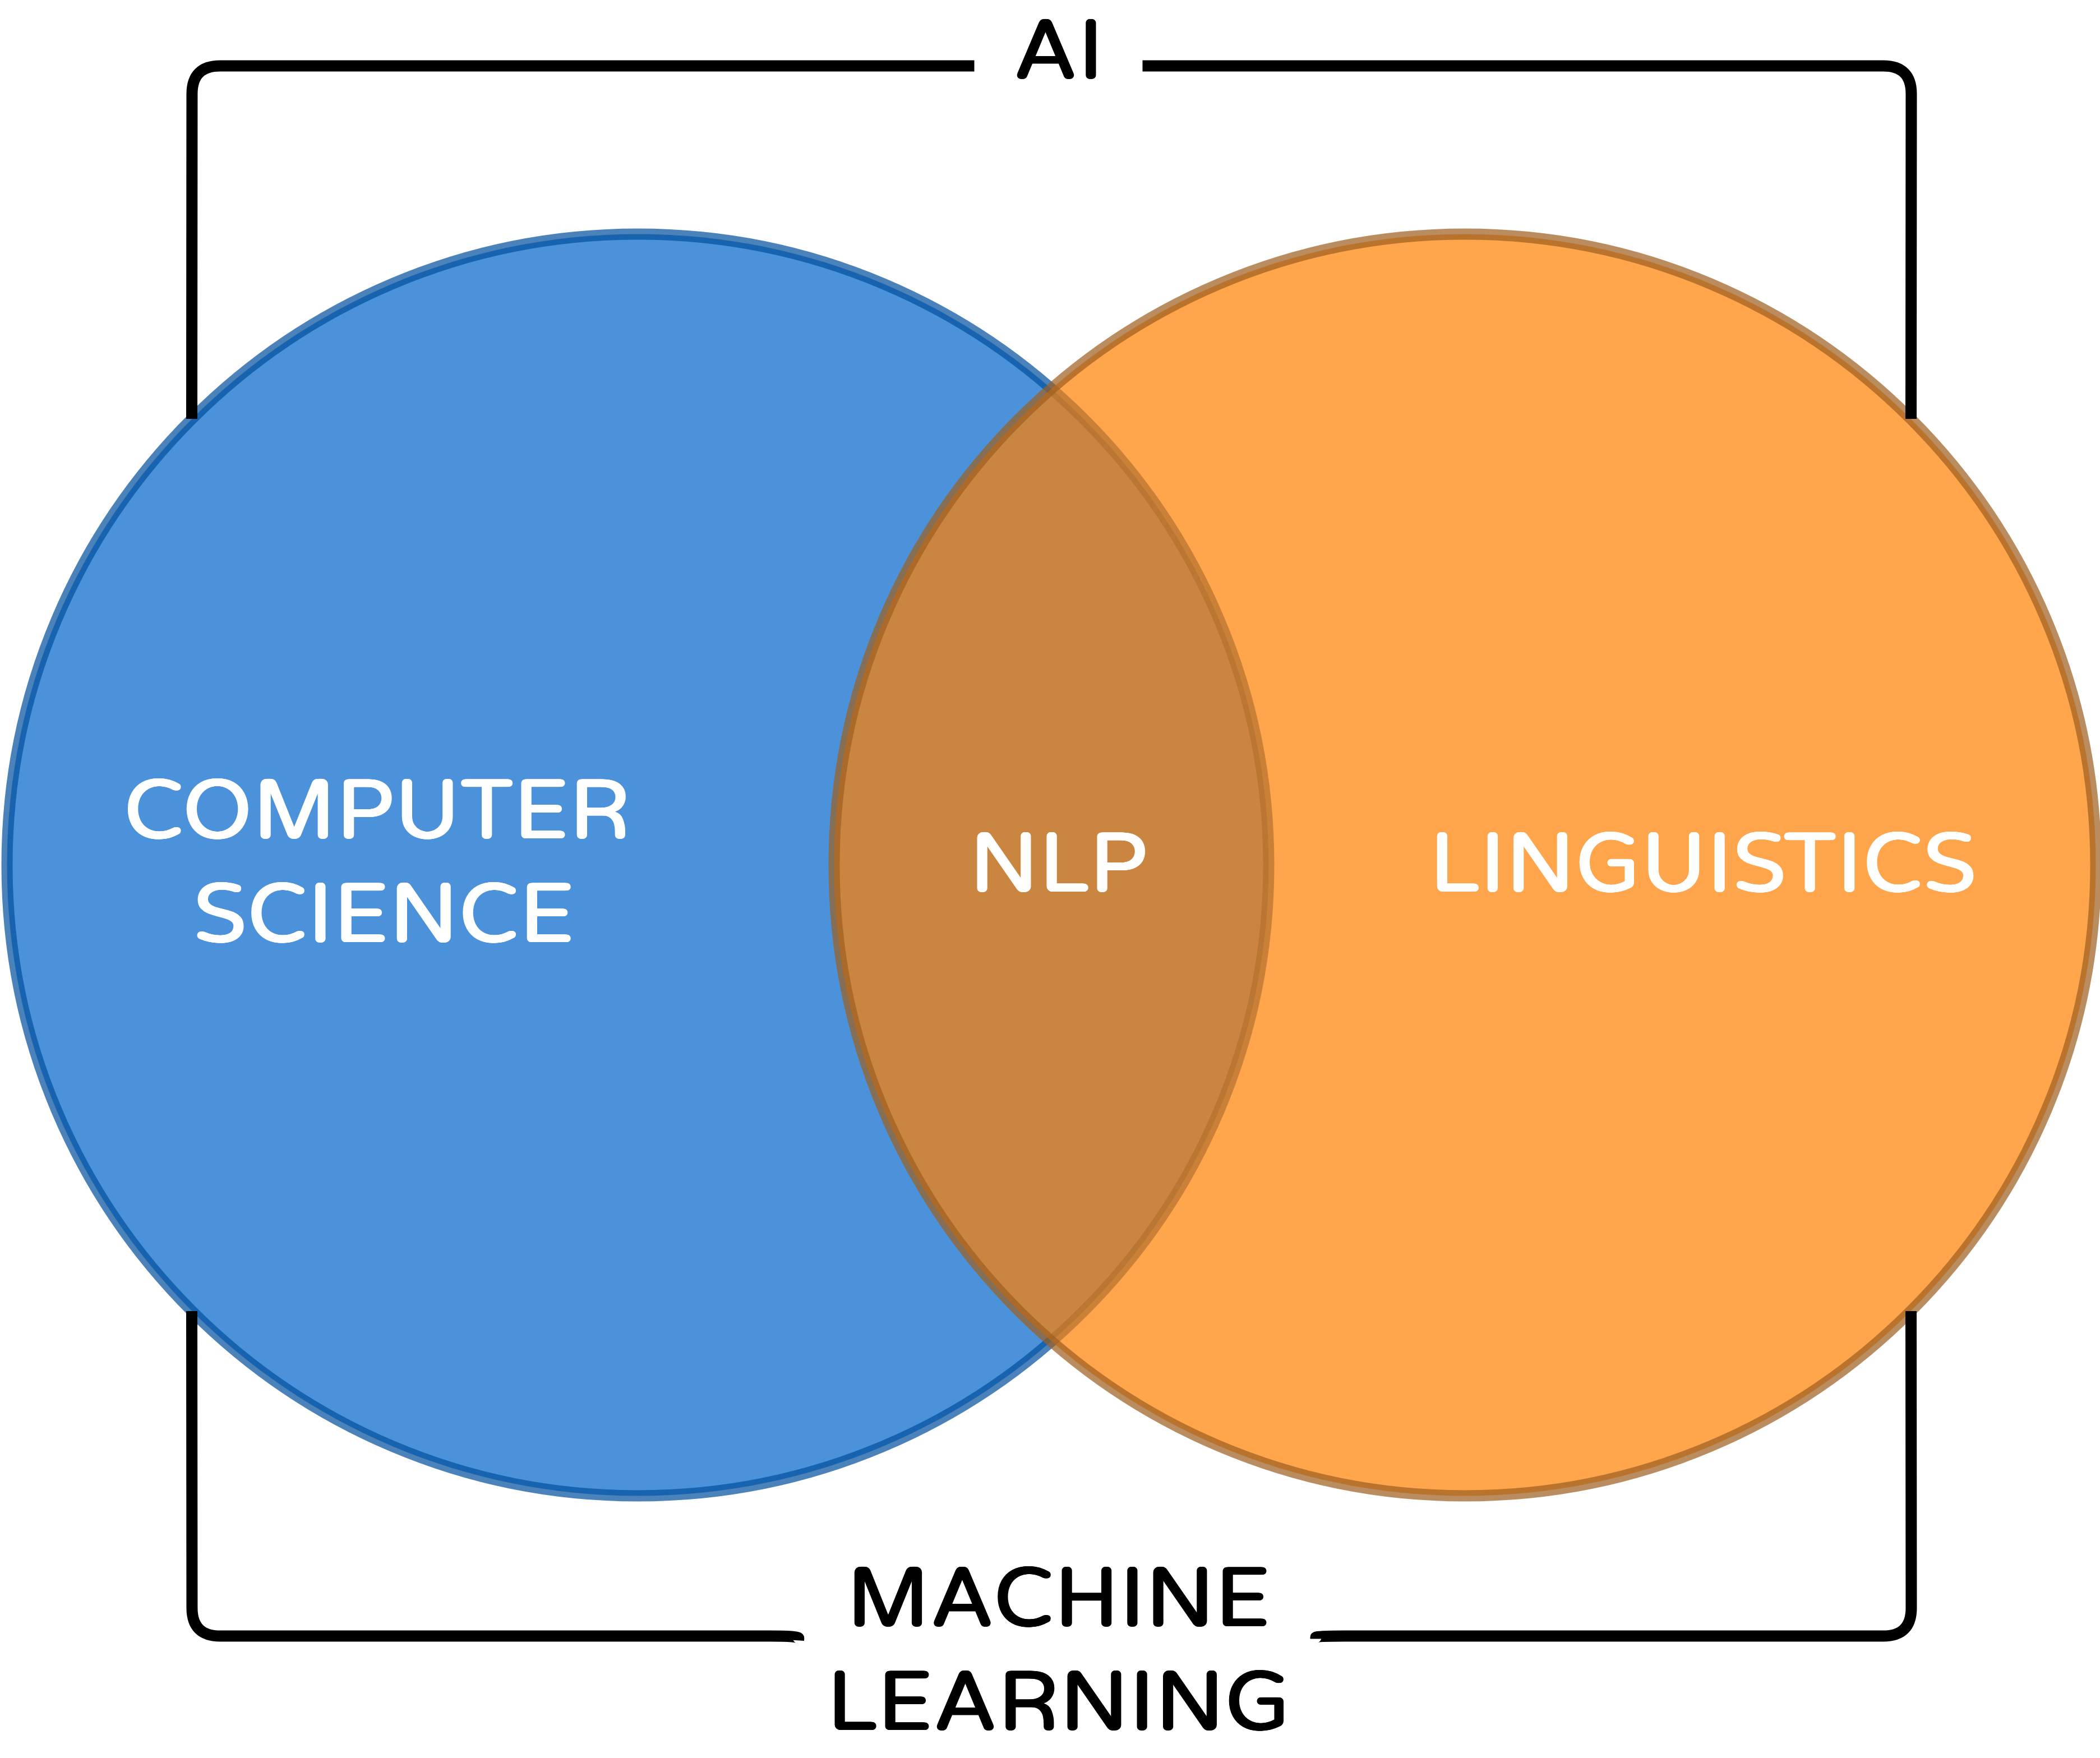 AI
COMPUTER
SCIENCE
NLP
LINGUISTICS
MACHINE
LEARNING